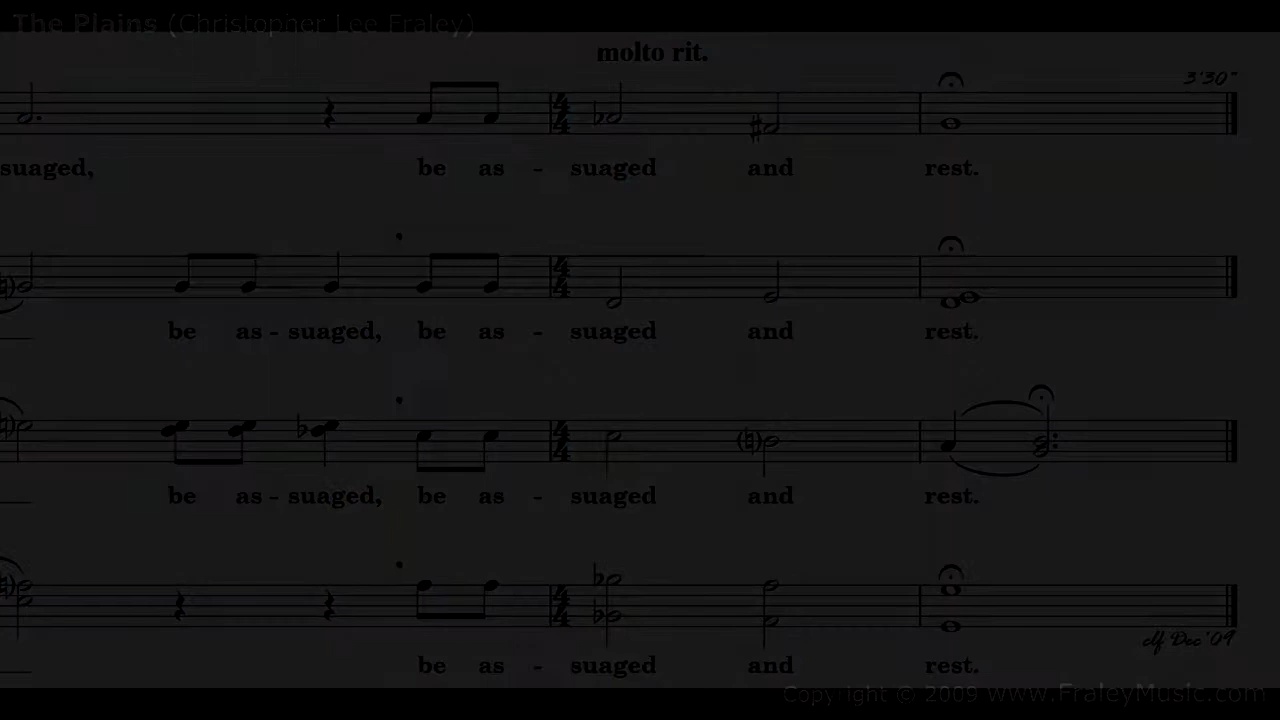 The Plains (Christopher Lee Fraley)
molto rit.
3'30"
suaged, be as - suaged and rest.
be as - suaged, be as - suaged and rest.
be as - suaged, be as - suaged and rest.
be as - suaged and rest.
clf Dec '09
Copyright © 2009 www.FraleyMusic.com